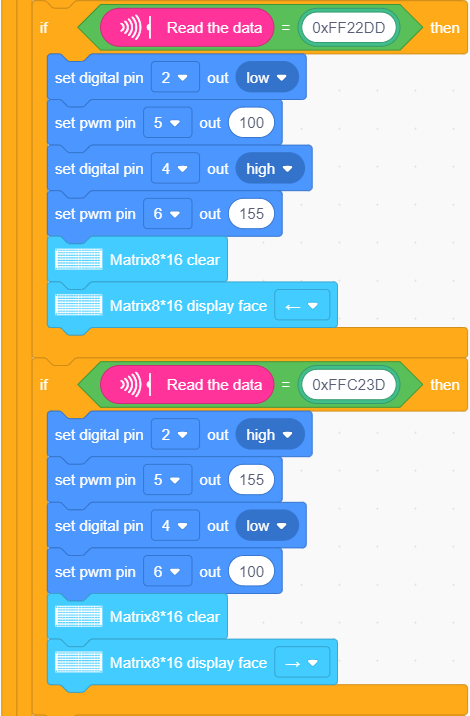 if Read the data = 0xFF22DD then
set digital pin 2 out low
set pwm pin 5 out 100
set digital pin 4 out high
set pwm pin 6 out 155
Matrix8*16 clear
Matrix8*16 display face ←
if Read the data = 0xFFC23D then
set digital pin 2 out high
set pwm pin 5 out 155
set digital pin 4 out low
set pwm pin 6 out 100
Matrix8*16 clear
Matrix8*16 display face →